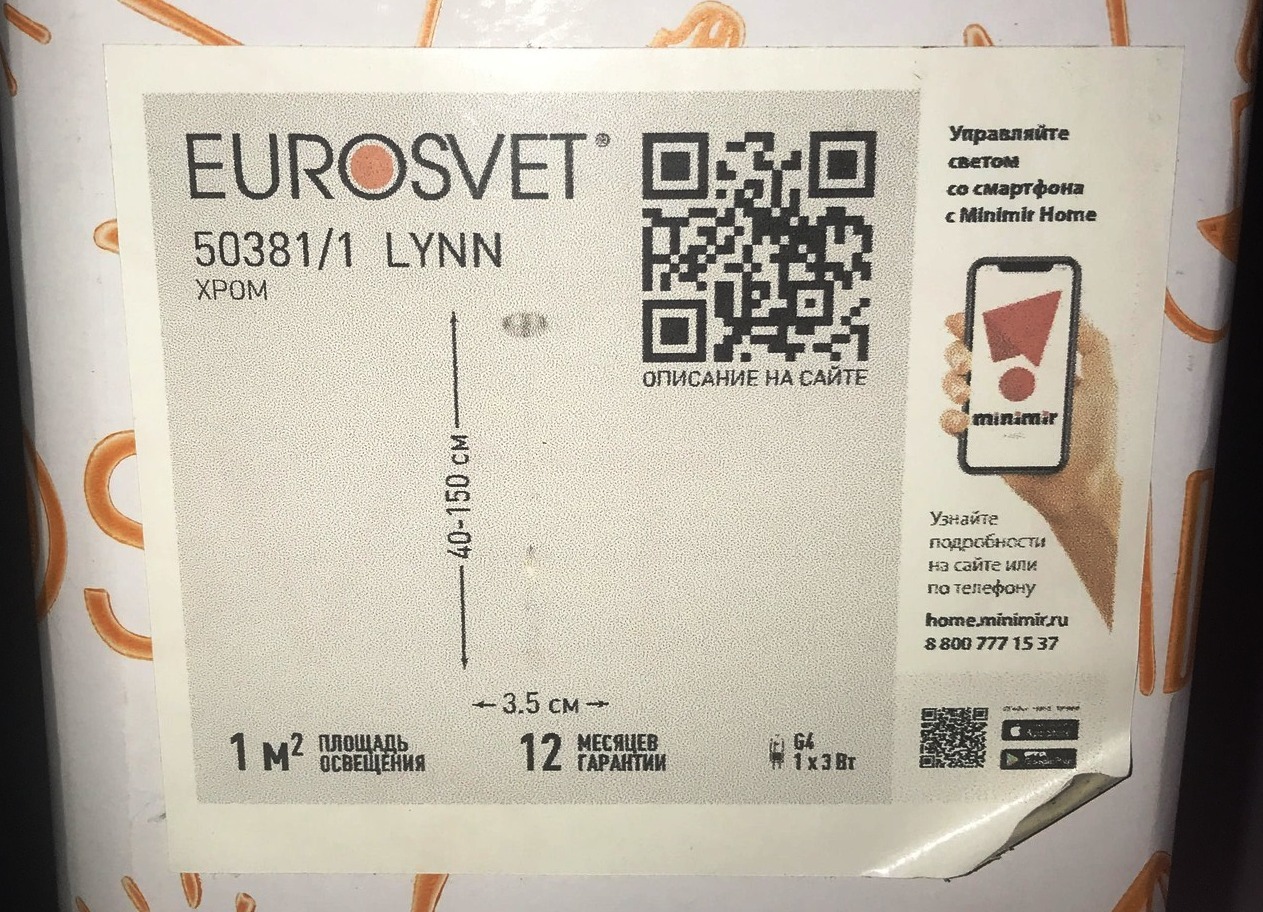 EUROSVET®
50381/1 LYNN
ХРОМ
40-150 СМ
3.5 СМ
ОПИСАНИЕ НА САЙТЕ
1 М² ПЛОЩАДЬ
ОСВЕЩЕНИЯ
12 МЕСЯЦЕВ
ГАРАНТИИ
G4
1 x 3 Вт
Управляйте
светом
со смартфона
с Minimir Home
minimir
Узнайте
подробности
на сайте или
по телефону
home.minimir.ru
8 800 777 15 37